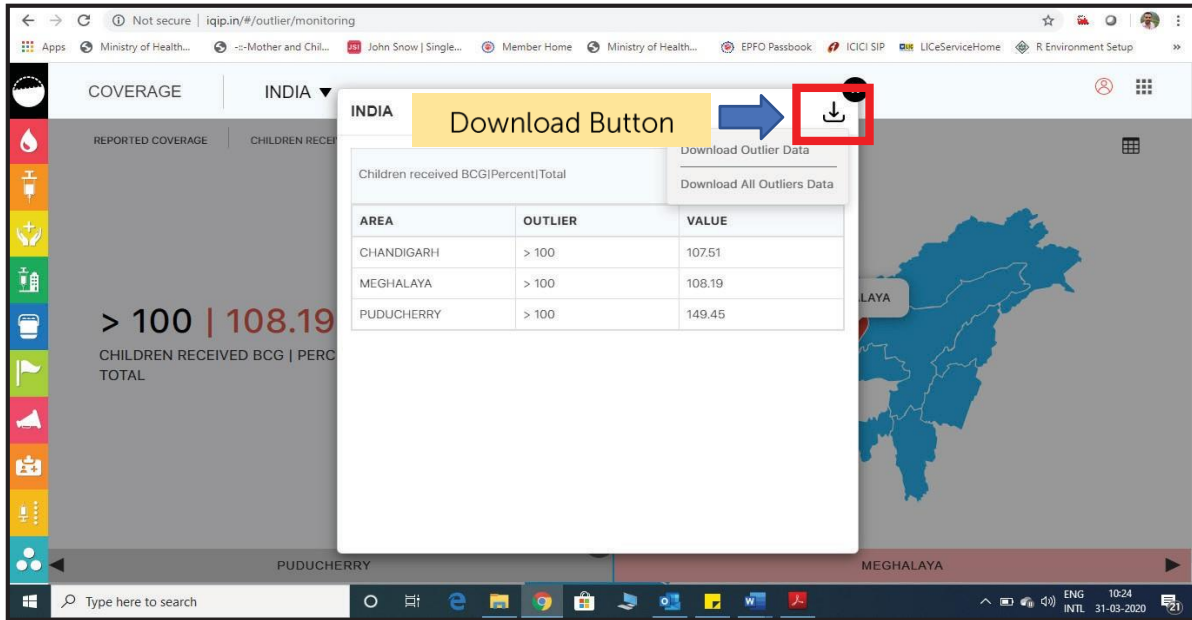 Not secure | iqip.in/#/outlier/monitoring
Apps Ministry of Health... -::-Mother and Chil... JSI John Snow | Single... Member Home Ministry of Health... EPFO Passbook ICICI SIP LICeServiceHome R Environment Setup »
COVERAGE INDIA ▼
INDIA
Download Button
REPORTED COVERAGE CHILDREN RECEI
Download Outlier Data
Children received BCG|Percent|Total
Download All Outliers Data
AREA OUTLIER VALUE
CHANDIGARH > 100 107.51
MEGHALAYA > 100 108.19
PUDUCHERRY > 100 149.45
LAYA
> 100 | 108.19
CHILDREN RECEIVED BCG | PERC
TOTAL
PUDUCHERRY MEGHALAYA
Type here to search
ENG 10:24
INTL 31-03-2020
21